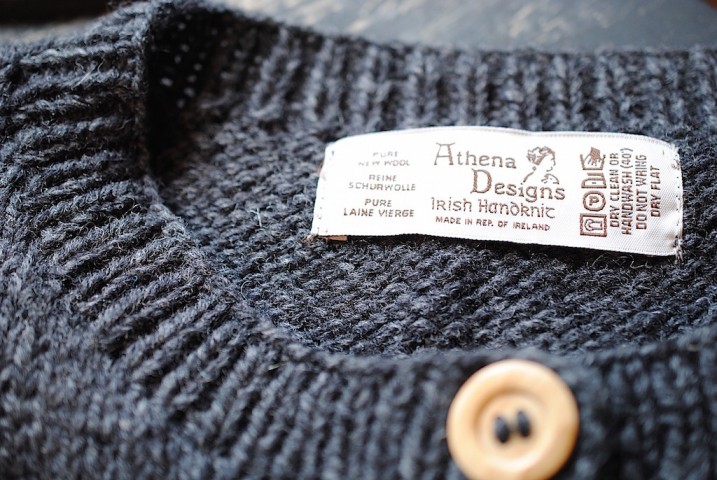 PURE
NEW WOOL
REINE
SCHURWOLLE
PURE
LAINE VIERGE
Athena
Designs
Irish Handknit
MADE IN REP. OF IRELAND
DRY CLEAN OR
HANDWASH (40°)
DO NOT WRING
DRY FLAT